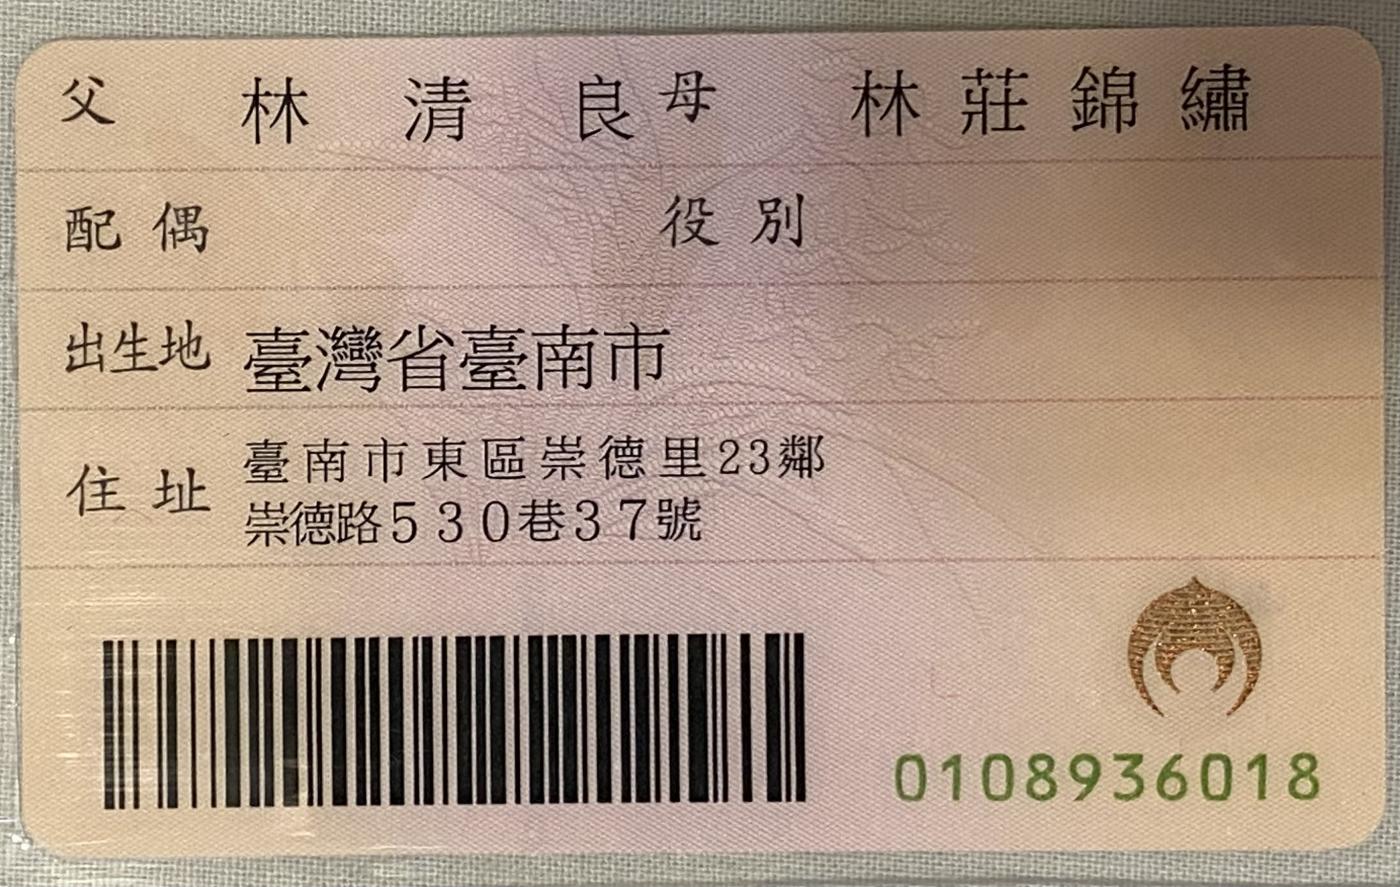 父 林清良 母 林莊錦繡
配偶 役別
出生地 臺灣省臺南市
住址 臺南市東區崇德里23鄰
崇德路530巷37號
0108936018